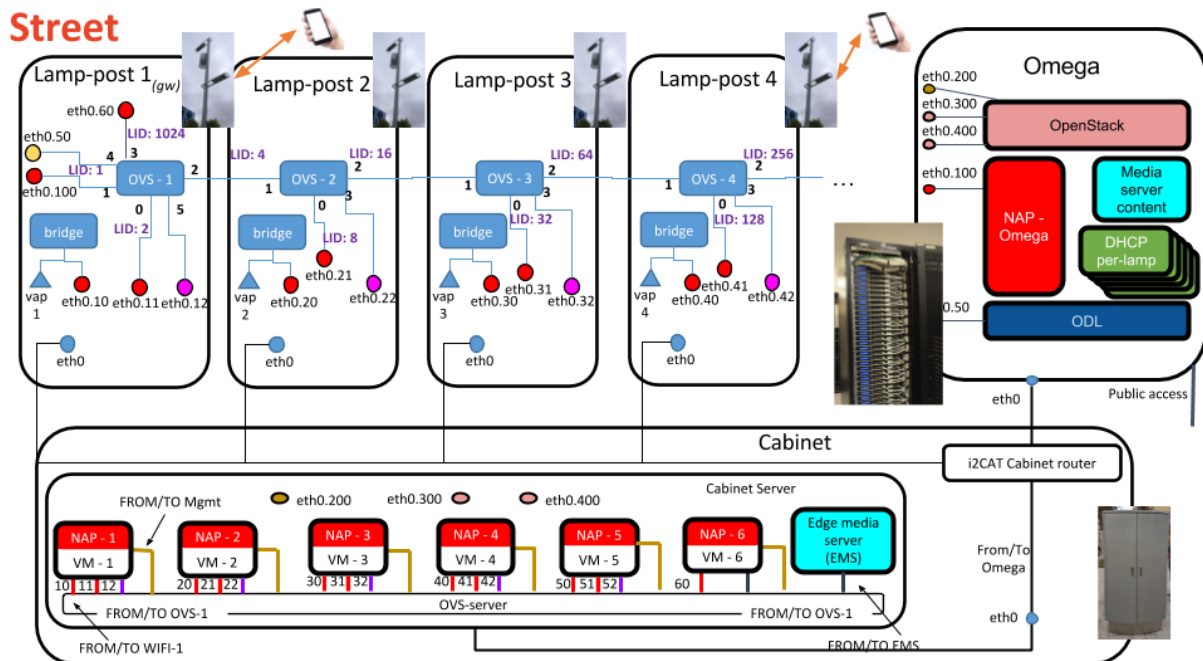 Street
Lamp-post 1(gw)
Lamp-post 2
Lamp-post 3
Lamp-post 4
Omega
eth0.60
eth0.50
LID: 1024
4
3
LID: 1
eth0.100
OVS - 1
2
1
0
5
LID: 2
bridge
vap
1
eth0.10
eth0.11
eth0.12
eth0
LID: 4
LID: 16
2
OVS - 2
1
3
0
LID: 8
bridge
eth0.21
vap
2
eth0.20
eth0.22
eth0
LID: 64
2
OVS - 3
1
3
0
LID: 32
bridge
eth0.31
vap
3
eth0.30
eth0.32
eth0
LID: 256
2
OVS - 4
1
3
0
LID: 128
bridge
eth0.41
vap
4
eth0.40
eth0.42
eth0
...
eth0.200
eth0.300
eth0.400
OpenStack
eth0.100
NAP -
Omega
Media
server
content
DHCP
per-lamp
0.50
ODL
eth0
Public access
Cabinet
i2CAT Cabinet router
Cabinet Server
FROM/TO Mgmt
eth0.200
eth0.300
eth0.400
NAP - 1
VM - 1
NAP - 2
VM - 2
NAP - 3
VM - 3
NAP - 4
VM - 4
NAP - 5
VM - 5
NAP - 6
VM - 6
Edge media
server
(EMS)
10 11 12
20 21 22
30 31 32
40 41 42
50 51 52
60
OVS-server
FROM/TO OVS-1
FROM/TO OVS-1
FROM/TO WIFI-1
FROM/TO EMS
From/To
Omega
eth0